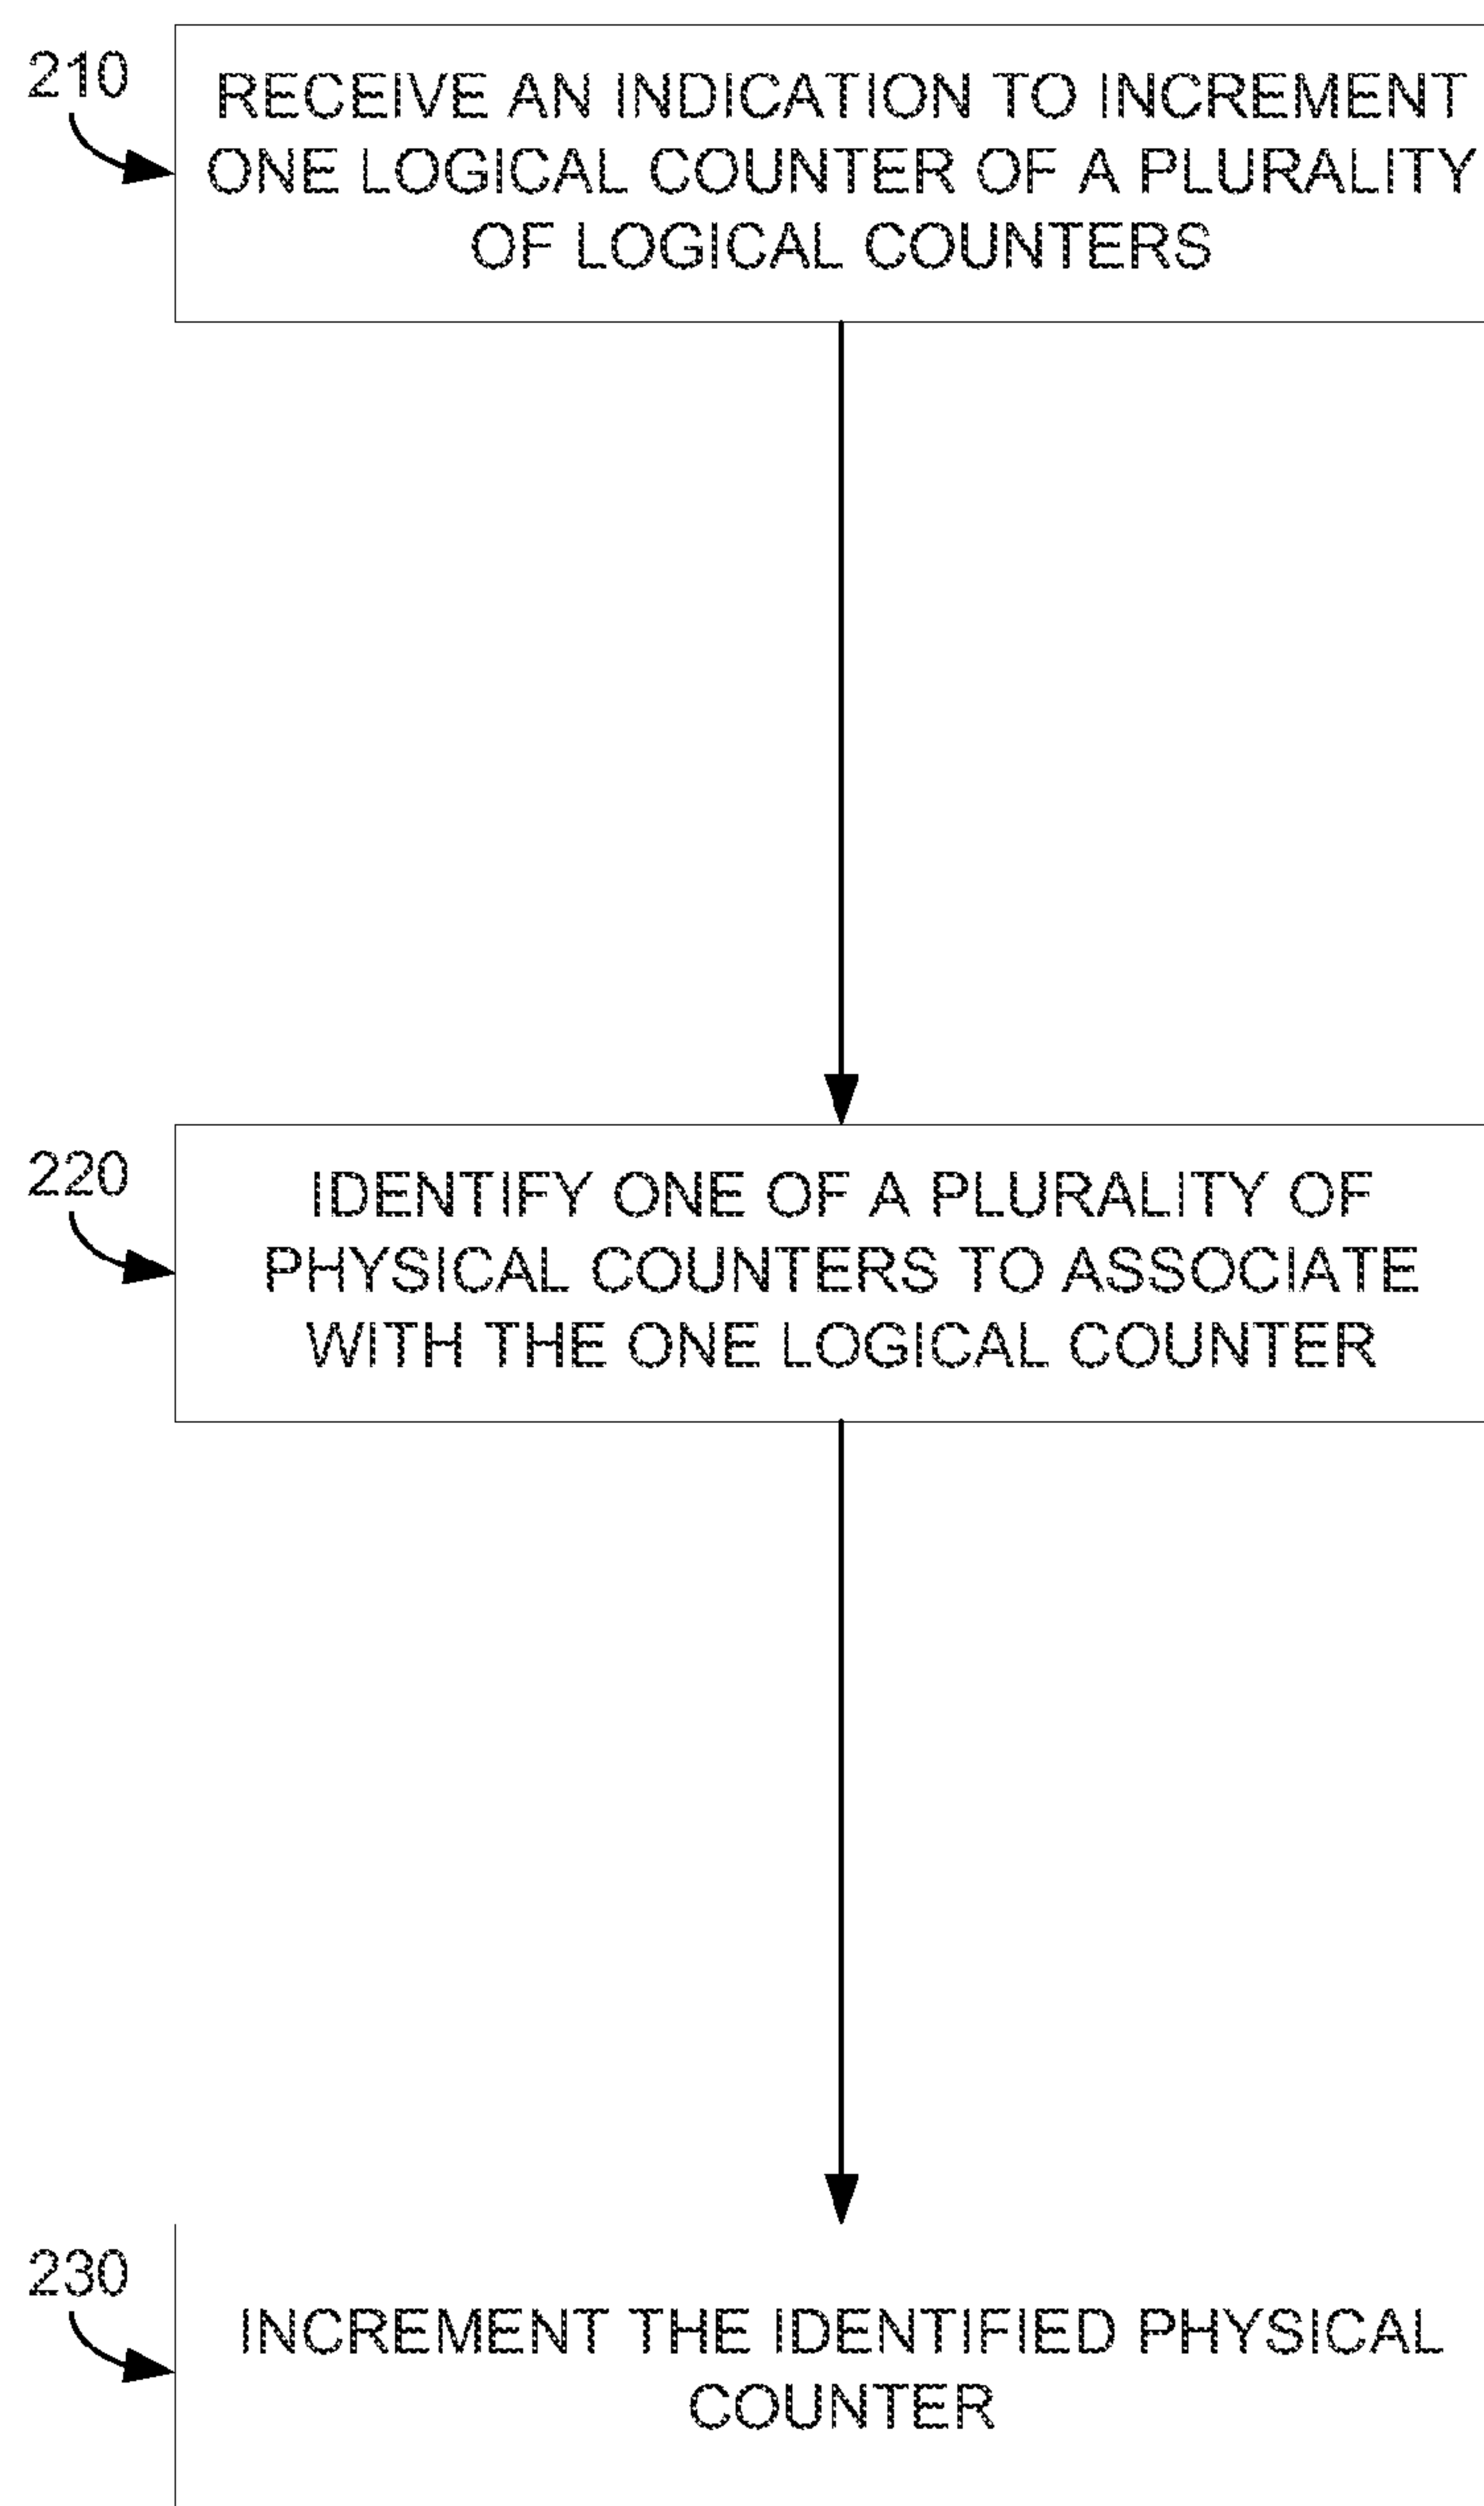 210
RECEIVE AN INDICATION TO INCREMENT
ONE LOGICAL COUNTER OF A PLURALITY
OF LOGICAL COUNTERS
220
IDENTIFY ONE OF A PLURALITY OF
PHYSICAL COUNTERS TO ASSOCIATE
WITH THE ONE LOGICAL COUNTER
230
INCREMENT THE IDENTIFIED PHYSICAL
COUNTER